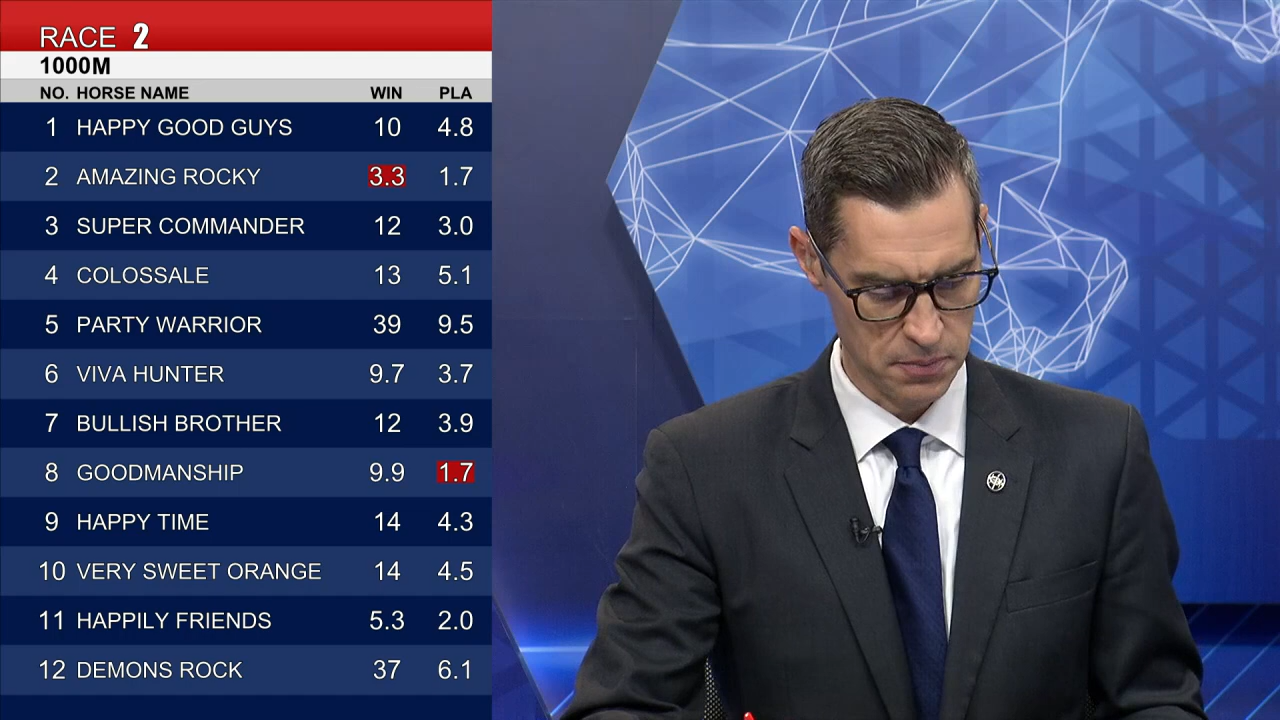 RACE 2
1000M
NO. HORSE NAME WIN PLA
1 HAPPY GOOD GUYS 10 4.8
2 AMAZING ROCKY 3.3 1.7
3 SUPER COMMANDER 12 3.0
4 COLOSSALE 13 5.1
5 PARTY WARRIOR 39 9.5
6 VIVA HUNTER 9.7 3.7
7 BULLISH BROTHER 12 3.9
8 GOODMANSHIP 9.9 1.7
9 HAPPY TIME 14 4.3
10 VERY SWEET ORANGE 14 4.5
11 HAPPILY FRIENDS 5.3 2.0
12 DEMONS ROCK 37 6.1